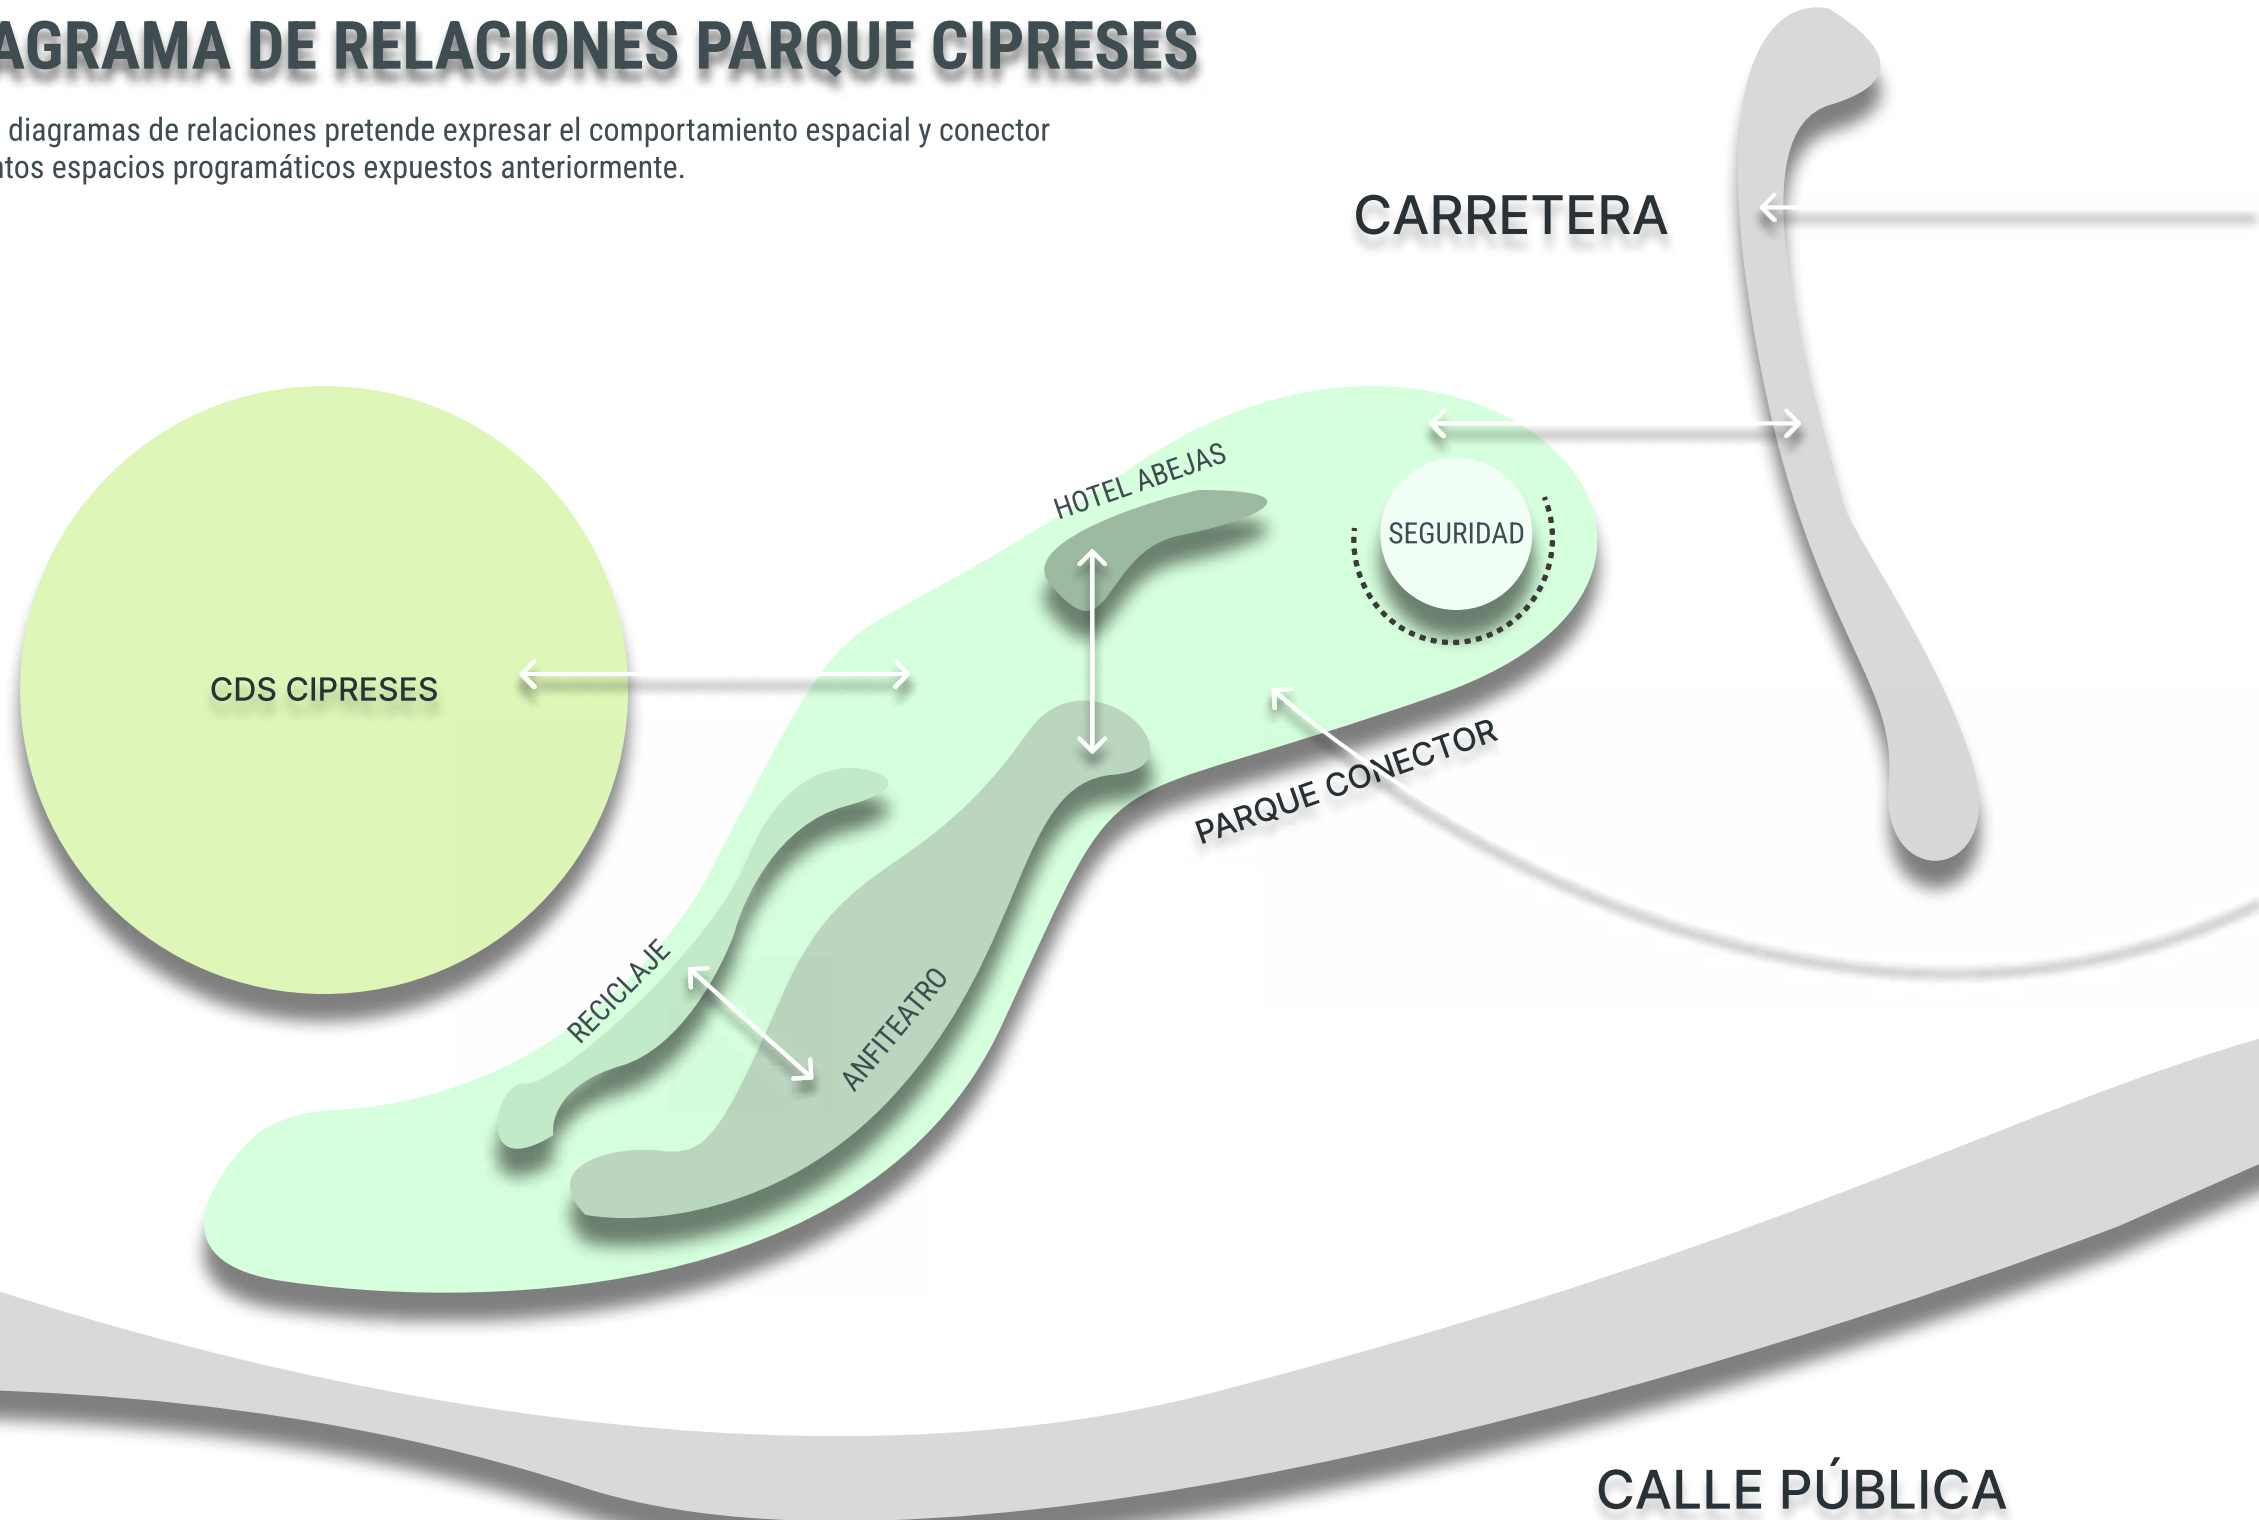 AGRAMA DE RELACIONES PARQUE CIPRESES
diagramas de relaciones pretende expresar el comportamiento espacial y conector
ntos espacios programáticos expuestos anteriormente.
CARRETERA
HOTEL ABEJAS
SEGURIDAD
CDS CIPRESES
PARQUE CONECTOR
RECICLAJE
ANFITEATRO
CALLE PÚBLICA